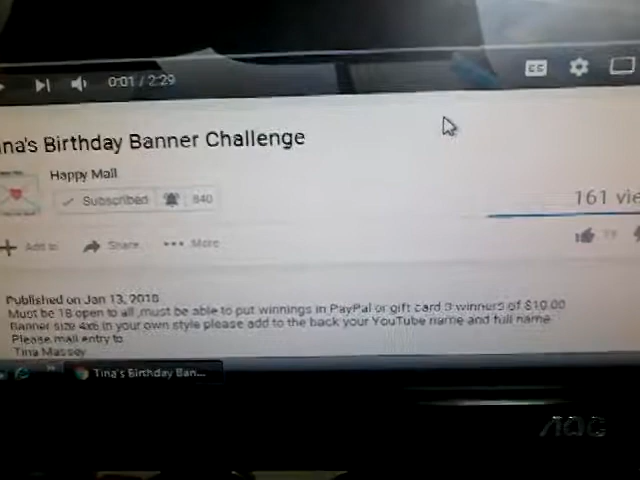 0:01 / 2:29
CC
ina's Birthday Banner Challenge
Happy Mail
Subscribed 840
161 vie
Add to Share More
Published on Jan 13, 2018
Must be 18 open to all ,must be able to put winnings in PayPal or gift card 3 winners of $10.00
Banner size 4x6 in your own style please add to the back your YouTube name and full name
Please mail entry to
Tina Massey
Tina's Birthday Ban...
AOC